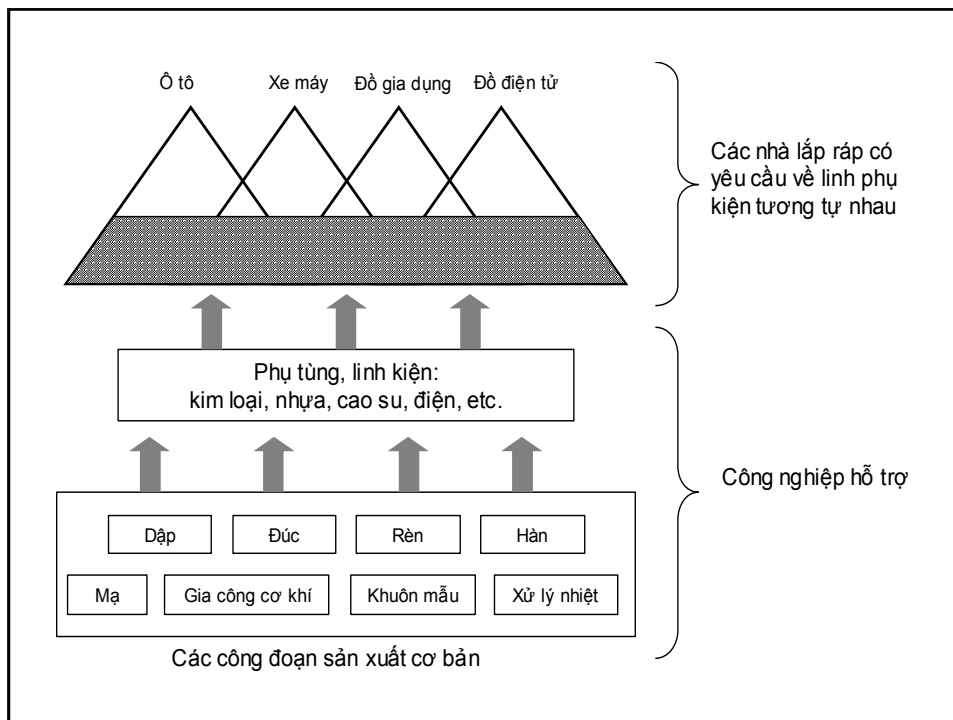 Ô tô
Xe máy
Đồ gia dụng
Đồ điện tử
Các nhà lắp ráp có
yêu cầu về linh phụ
kiện tương tự nhau
Phụ tùng, linh kiện:
kim loại, nhựa, cao su, điện, etc.
Công nghiệp hỗ trợ
Dập
Đúc
Rèn
Hàn
Mạ
Gia công cơ khí
Khuôn mẫu
Xử lý nhiệt
Các công đoạn sản xuất cơ bản